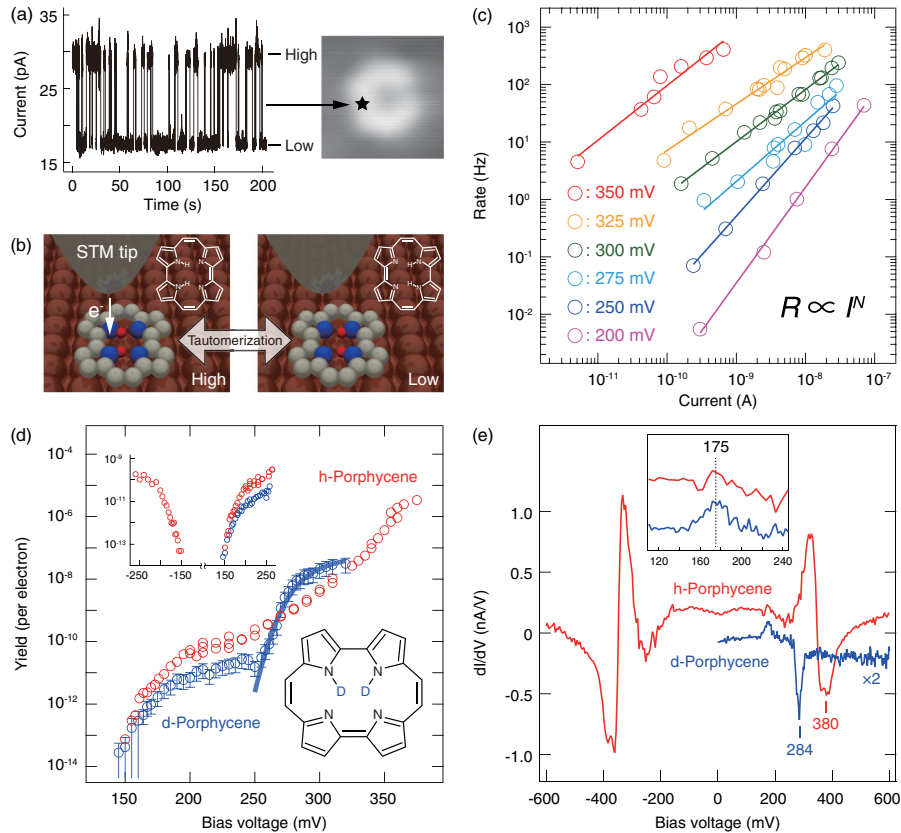 (a)
35
25
15
Current (pA)
High
Low
0
50
100
150
200
Time (s)
(b)
STM tip
e-
N H N
N H N
Tautomerization
High
N H N
N H N
Low
(c)
10³
10²
10¹
10⁰
10⁻¹
10⁻²
Rate (Hz)
: 350 mV
: 325 mV
: 300 mV
: 275 mV
: 250 mV
: 200 mV
R ∝ Iᴺ
10⁻¹¹
10⁻¹⁰
10⁻⁹
10⁻⁸
10⁻⁷
Current (A)
(d)
10⁻⁴
10⁻⁶
10⁻⁸
10⁻¹⁰
10⁻¹²
10⁻¹⁴
Yield (per electron)
10⁻⁹
10⁻¹¹
10⁻¹³
-250
-150
150
250
h-Porphycene
d-Porphycene
N N
D D
N N
150
200
250
300
350
Bias voltage (mV)
(e)
1.0
0.5
0
-0.5
-1.0
dI/dV (nA/V)
175
120
160
200
240
h-Porphycene
d-Porphycene
×2
380
284
-600
-400
-200
0
200
400
600
Bias voltage (mV)